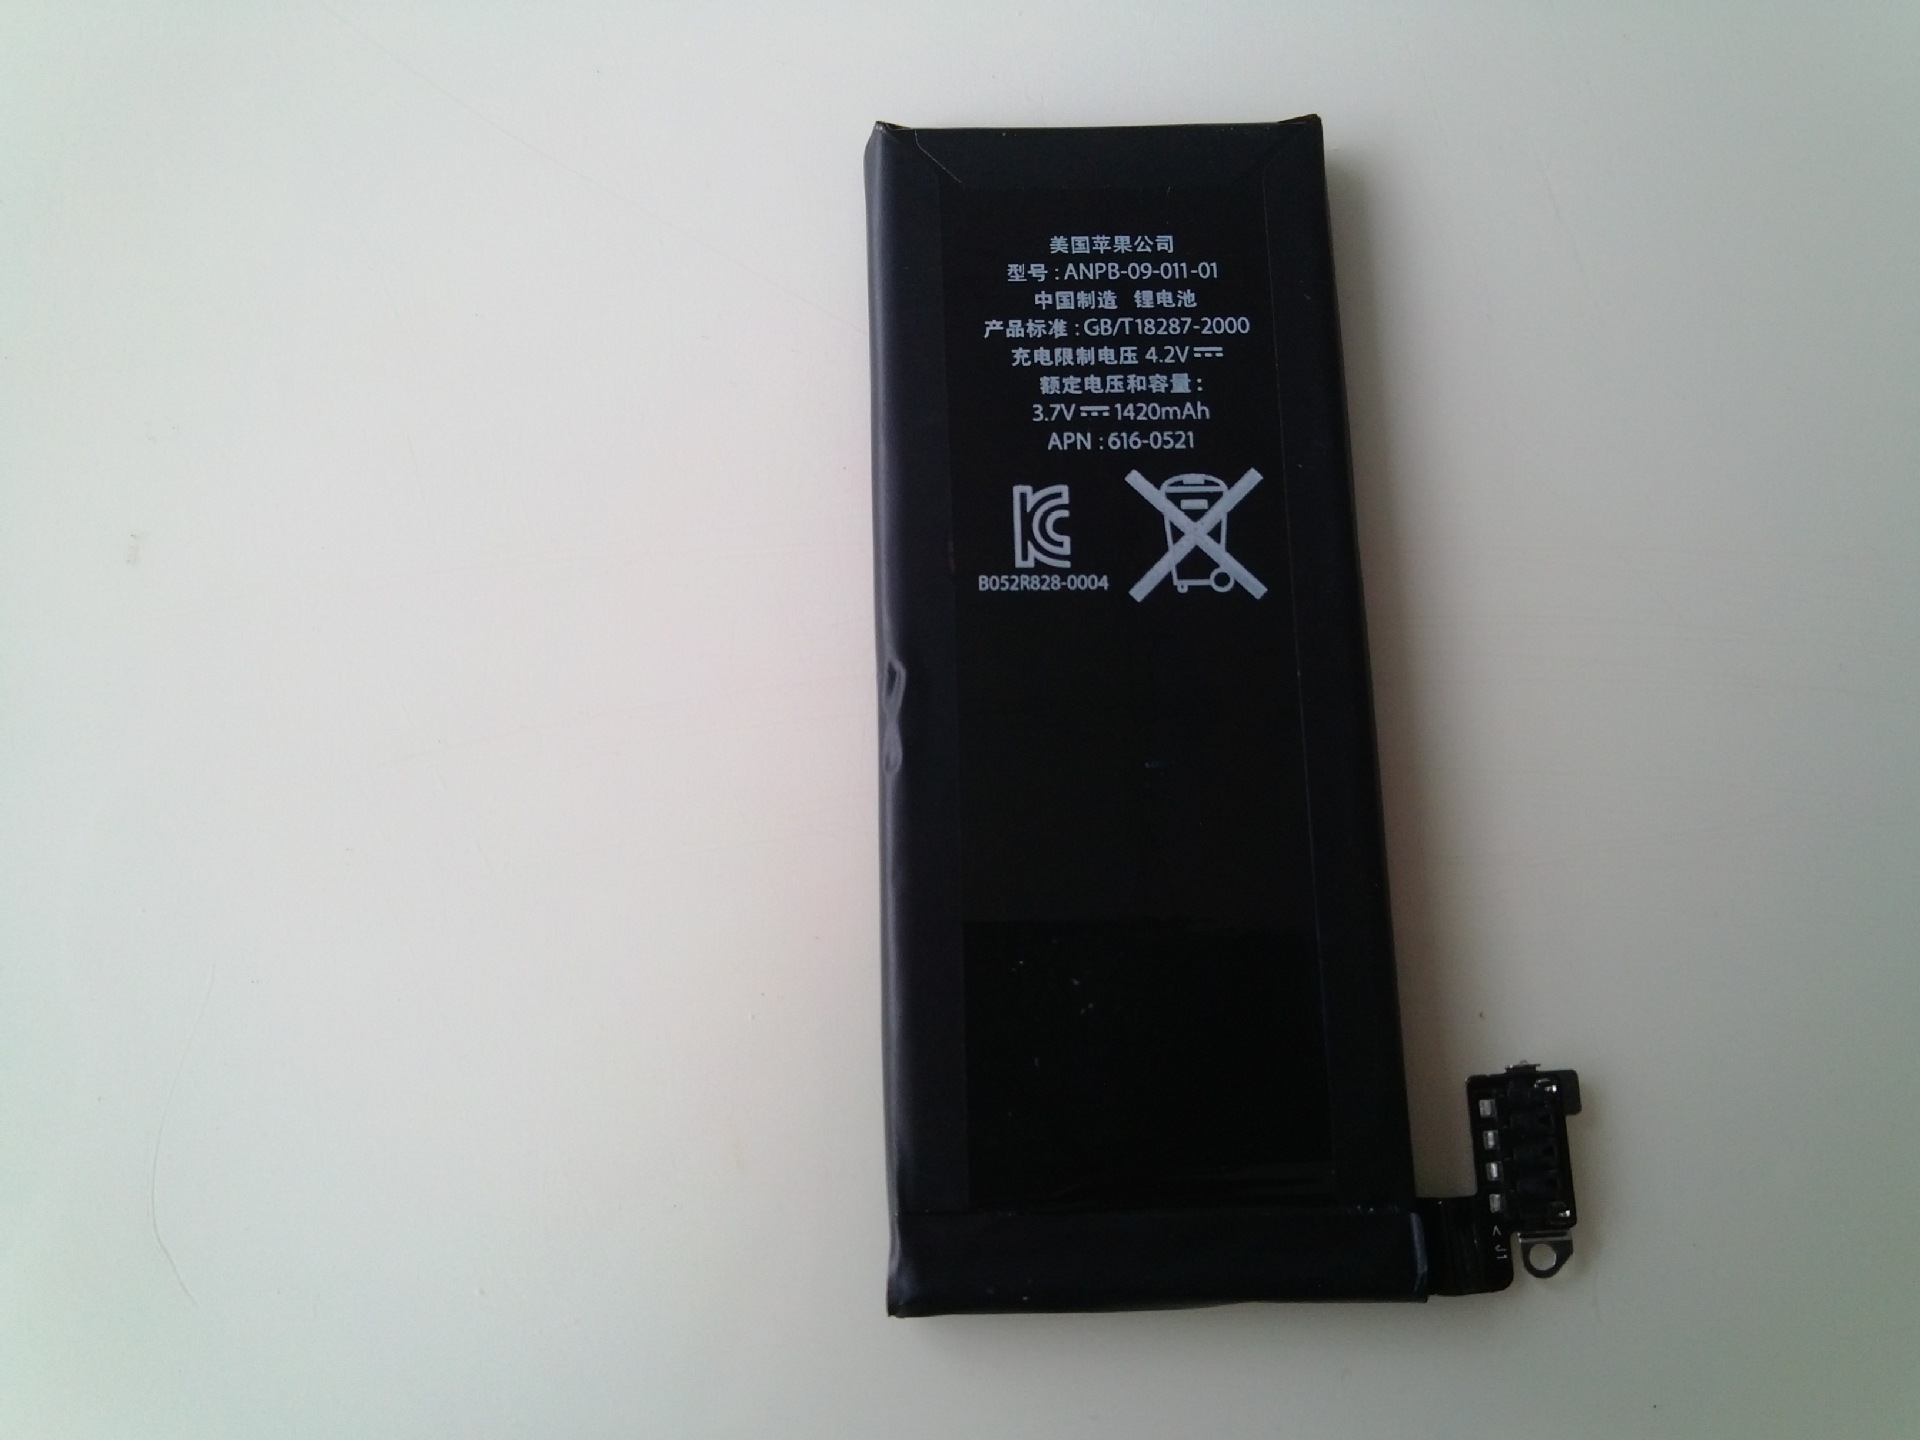 美国苹果公司
型号：ANPB-09-011-01
中国制造 锂电池
产品标准：GB/T18287-2000
充电限制电压 4.2V⎓
额定电压和容量：
3.7V⎓1420mAh
APN：616-0521
KC
B052R828-0004
< J1